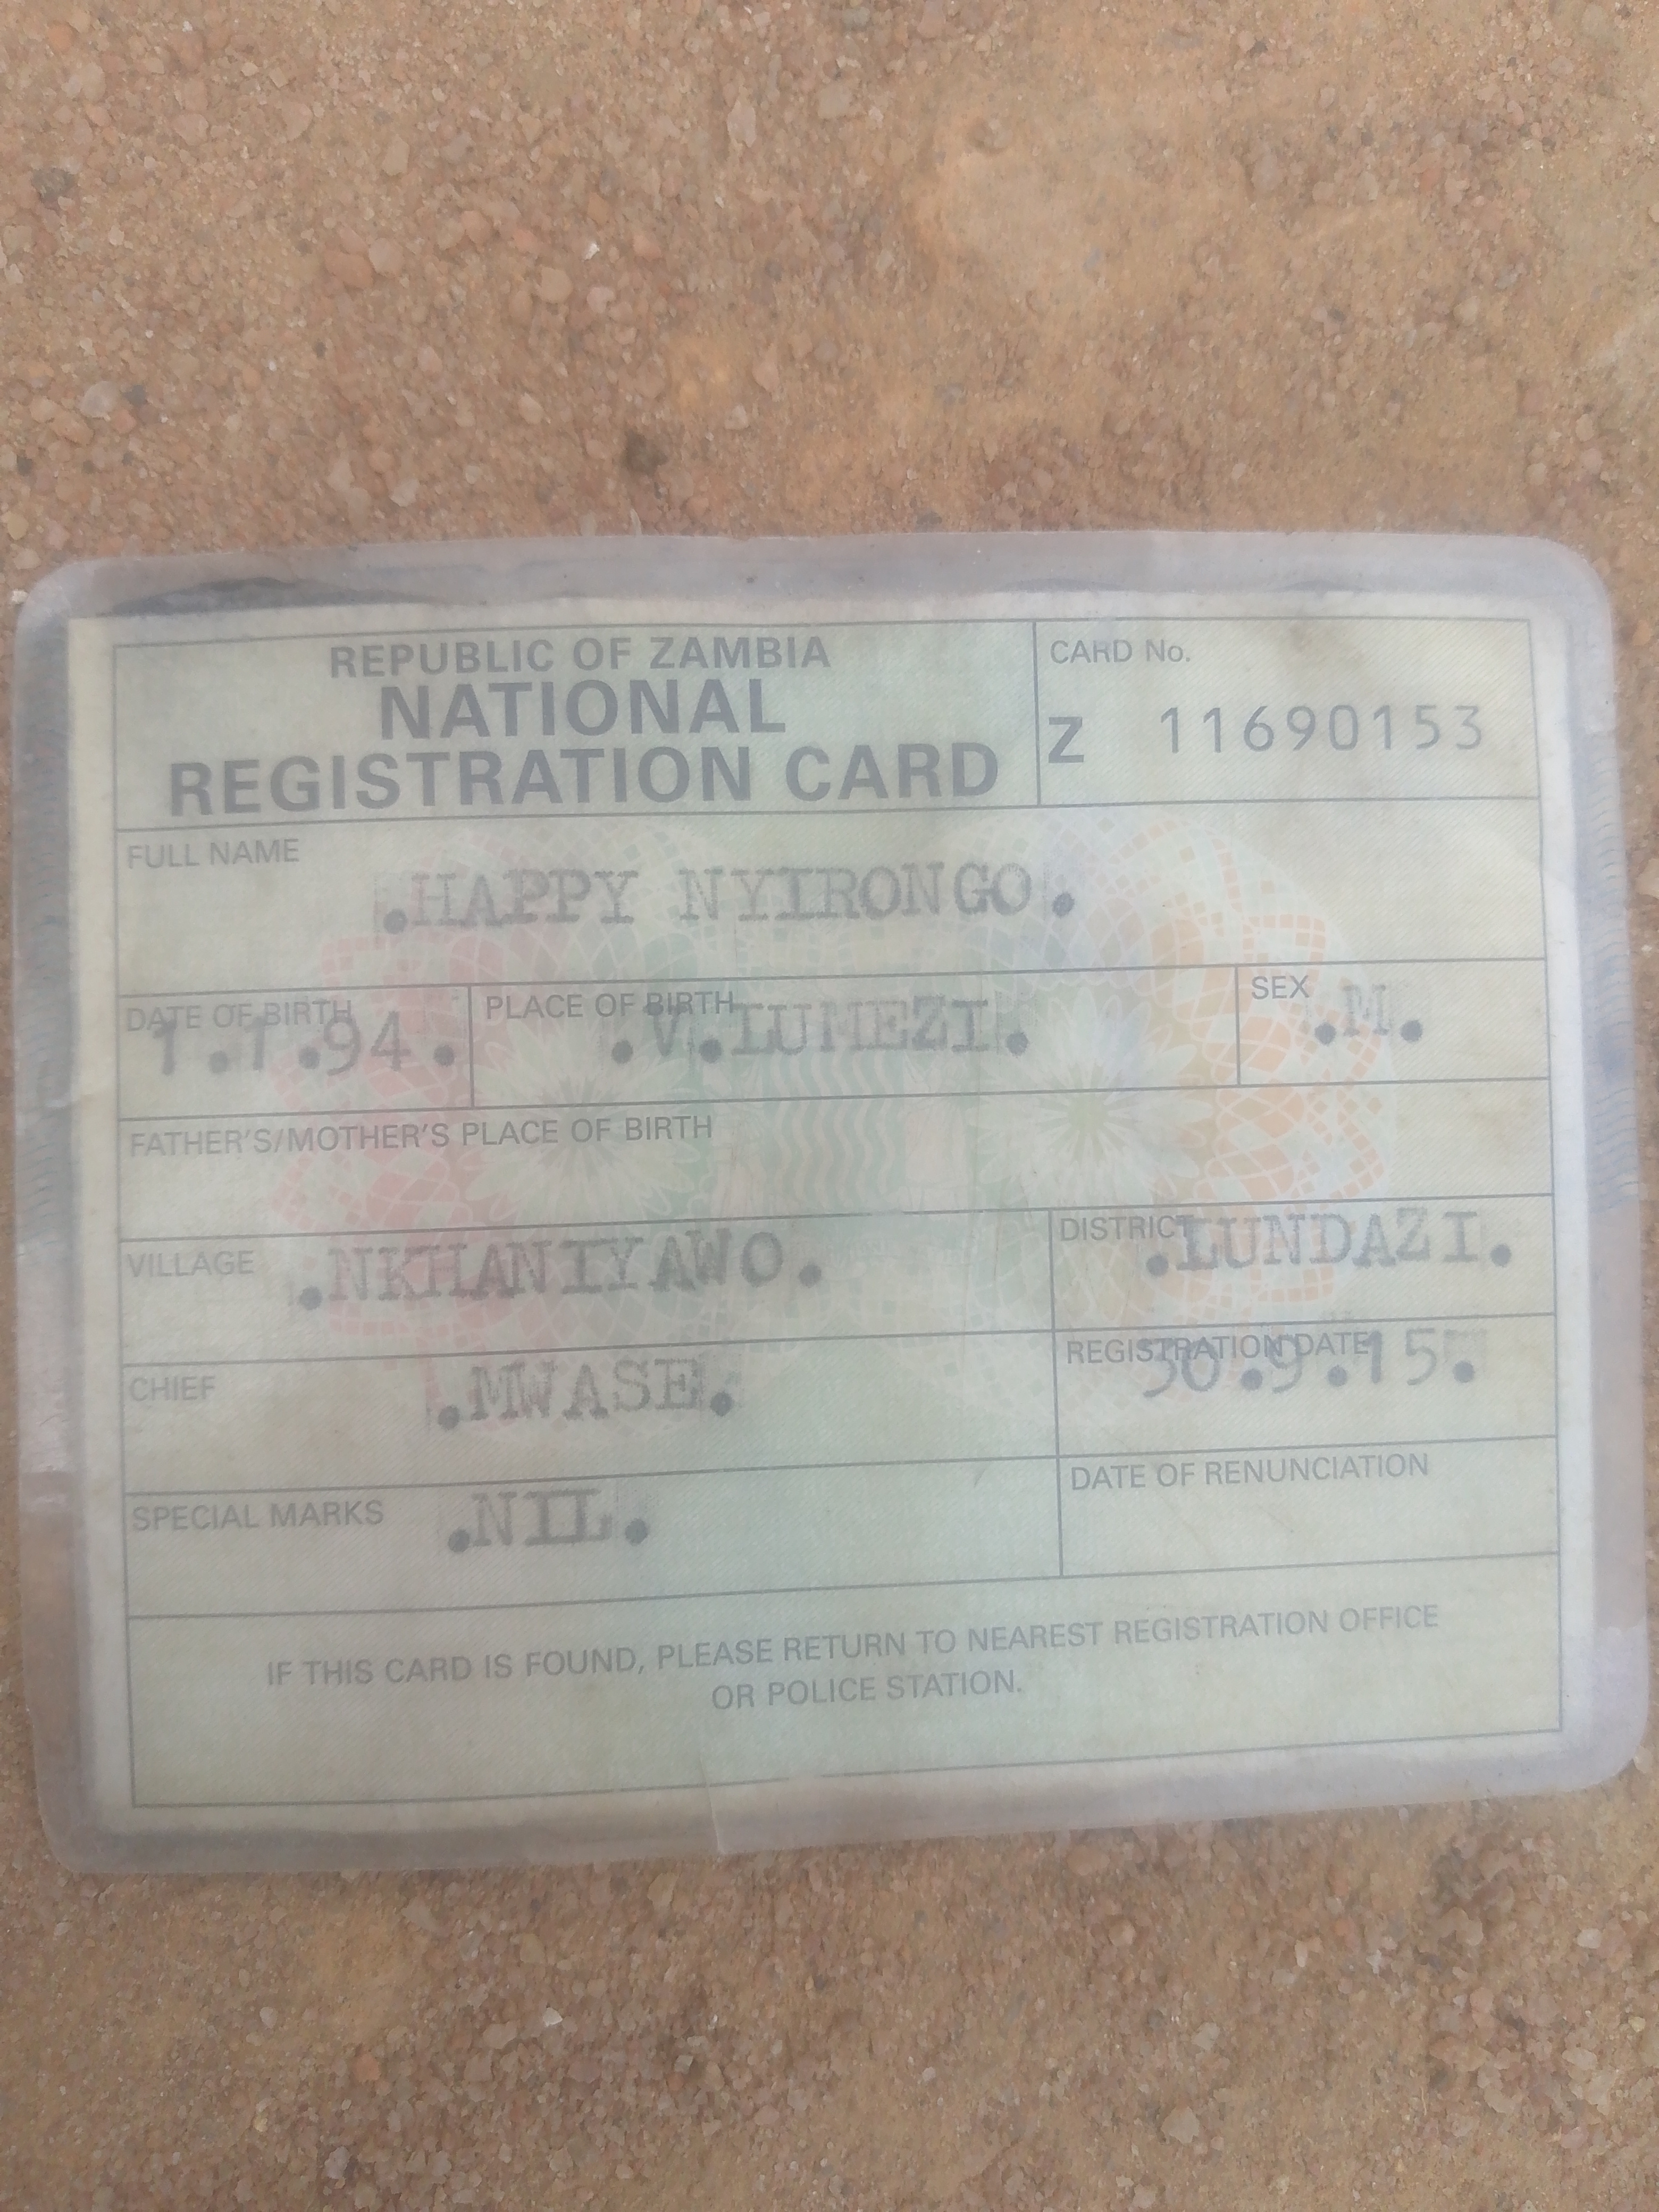 REPUBLIC OF ZAMBIA
NATIONAL
REGISTRATION CARD
CARD No.
Z 11690153
FULL NAME
.HAPPY NYIRONGO.
DATE OF BIRTH
1.1.94.
PLACE OF BIRTH
.V.LUMEZI.
SEX
.M.
FATHER'S/MOTHER'S PLACE OF BIRTH
VILLAGE .NKHANIYAWO.
DISTRICT
.LUNDAZI.
CHIEF .MWASE.
REGISTRATION DATE
30.9.15.
SPECIAL MARKS .NIL.
DATE OF RENUNCIATION
IF THIS CARD IS FOUND, PLEASE RETURN TO NEAREST REGISTRATION OFFICE
OR POLICE STATION.